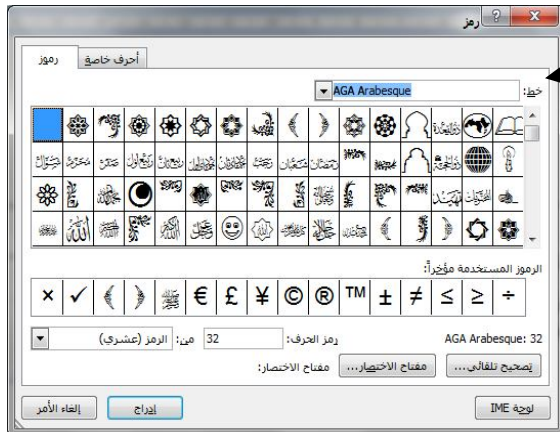 رمز
رموز
أحرف خاصة
خط: AGA Arabesque
الرموز المستخدمة مؤخراً:
× ✓ € £ ¥ © ® ™ ± ≠ ≤ ≥ ÷
AGA Arabesque: 32
رمز الحرف: 32 من: الرمز (عشري)
تصحيح تلقائي... مفتاح الاختصار... مفتاح الاختصار:
لوحة IME إدراج إلغاء الأمر